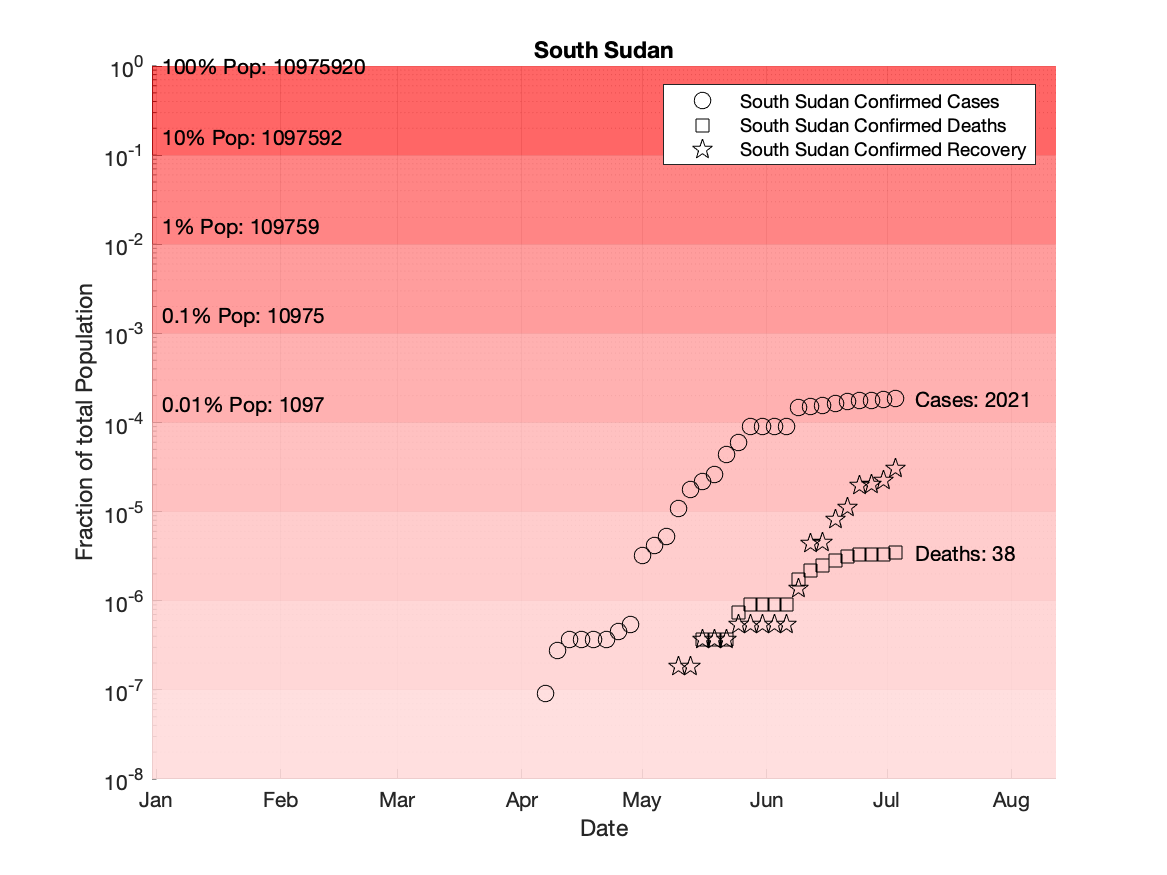 South Sudan
10^0
100% Pop: 10975920
South Sudan Confirmed Cases
South Sudan Confirmed Deaths
South Sudan Confirmed Recovery
10% Pop: 1097592
10^-1
1% Pop: 109759
10^-2
0.1% Pop: 10975
10^-3
0.01% Pop: 1097
Cases: 2021
10^-4
10^-5
Deaths: 38
10^-6
10^-7
10^-8
Fraction of total Population
Jan Feb Mar Apr May Jun Jul Aug
Date